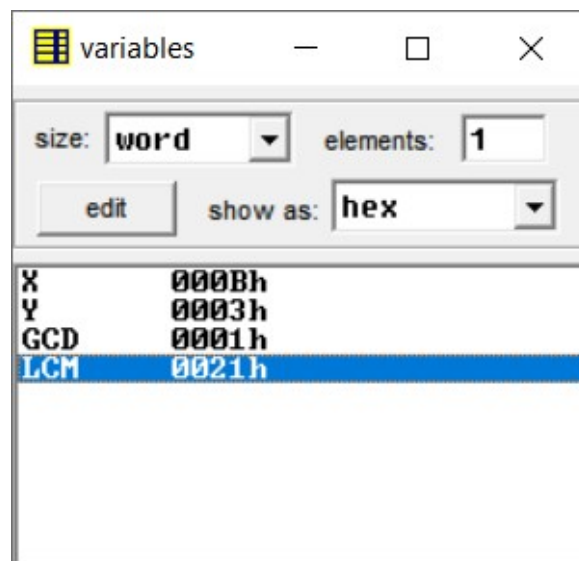 variables
size: word elements: 1
edit show as: hex
X 000Bh
Y 0003h
GCD 0001h
LCM 0021h